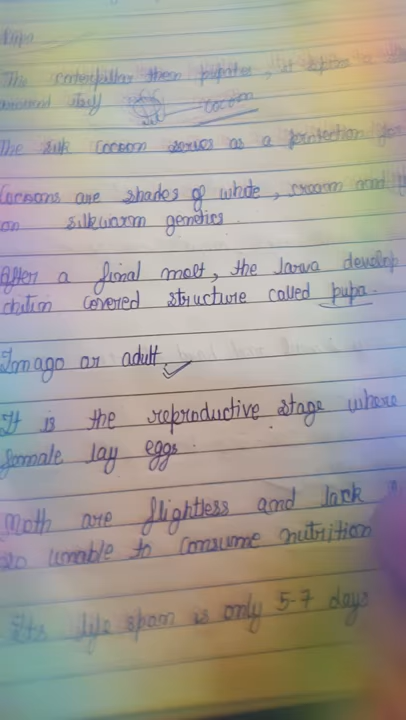 Pupa
The caterpillar then pupates, it spins a
around itself cocoon
The silk cocoon serves as a protection for
Cocoons are shades of white, cream and
on silkworm genetics.
After a final molt, the larva develop
chitin covered structure called pupa.
Imago or adult
It is the reproductive stage where
female lay eggs.
Moth are flightless and lack
so unable to consume nutrition
Its life span is only 5-7 days